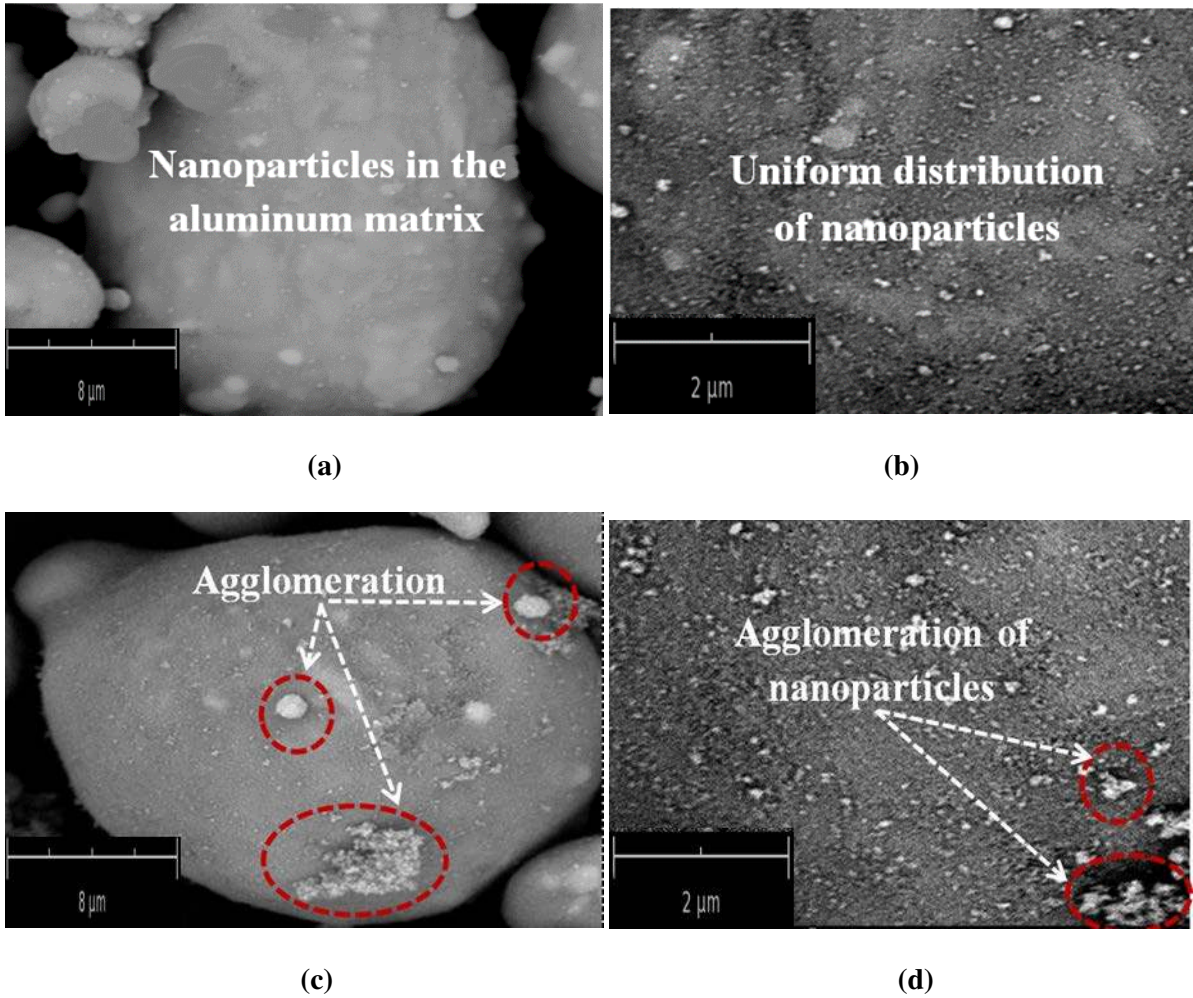 Nanoparticles in the
aluminum matrix
8 µm
(a)
Uniform distribution
of nanoparticles
2 µm
(b)
Agglomeration
8 µm
(c)
Agglomeration of
nanoparticles
2 µm
(d)